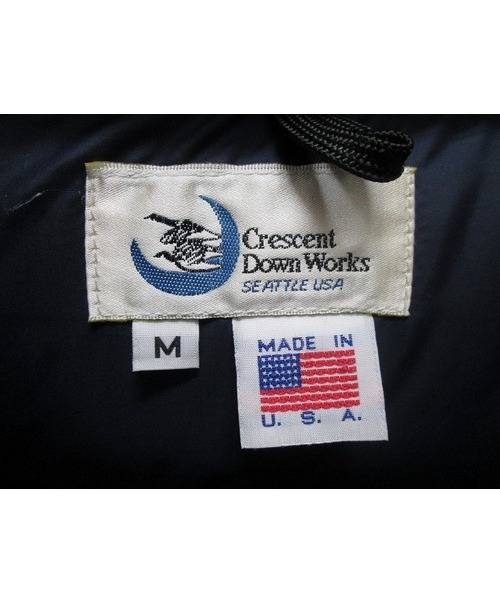 Crescent
Down Works
SEATTLE USA
M
MADE IN
U. S. A.